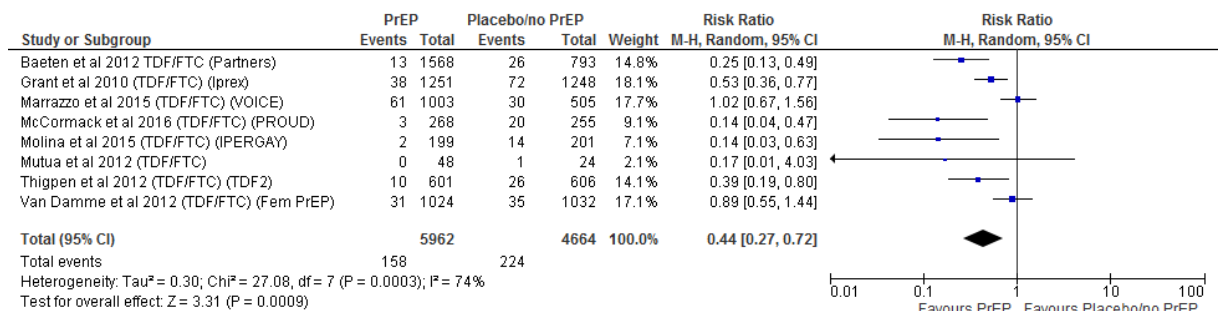 PrEP Placebo/no PrEP Risk Ratio Risk Ratio
Study or Subgroup Events Total Events Total Weight M-H, Random, 95% CI M-H, Random, 95% CI
Baeten et al 2012 TDF/FTC (Partners) 13 1568 26 793 14.8% 0.25 [0.13, 0.49]
Grant et al 2010 (TDF/FTC) (Iprex) 38 1251 72 1248 18.1% 0.53 [0.36, 0.77]
Marrazzo et al 2015 (TDF/FTC) (VOICE) 61 1003 30 505 17.7% 1.02 [0.67, 1.56]
McCormack et al 2016 (TDF/FTC) (PROUD) 3 268 20 255 9.1% 0.14 [0.04, 0.47]
Molina et al 2015 (TDF/FTC) (IPERGAY) 2 199 14 201 7.1% 0.14 [0.03, 0.63]
Mutua et al 2012 (TDF/FTC) 0 48 1 24 2.1% 0.17 [0.01, 4.03]
Thigpen et al 2012 (TDF/FTC) (TDF2) 10 601 26 606 14.1% 0.39 [0.19, 0.80]
Van Damme et al 2012 (TDF/FTC) (Fem PrEP) 31 1024 35 1032 17.1% 0.89 [0.55, 1.44]
Total (95% CI) 5962 4664 100.0% 0.44 [0.27, 0.72]
Total events 158 224
Heterogeneity: Tau² = 0.30; Chi² = 27.08, df = 7 (P = 0.0003); I² = 74%
Test for overall effect: Z = 3.31 (P = 0.0009)
0.01 0.1 1 10 100
Favours PrEP Favours Placebo/no PrEP